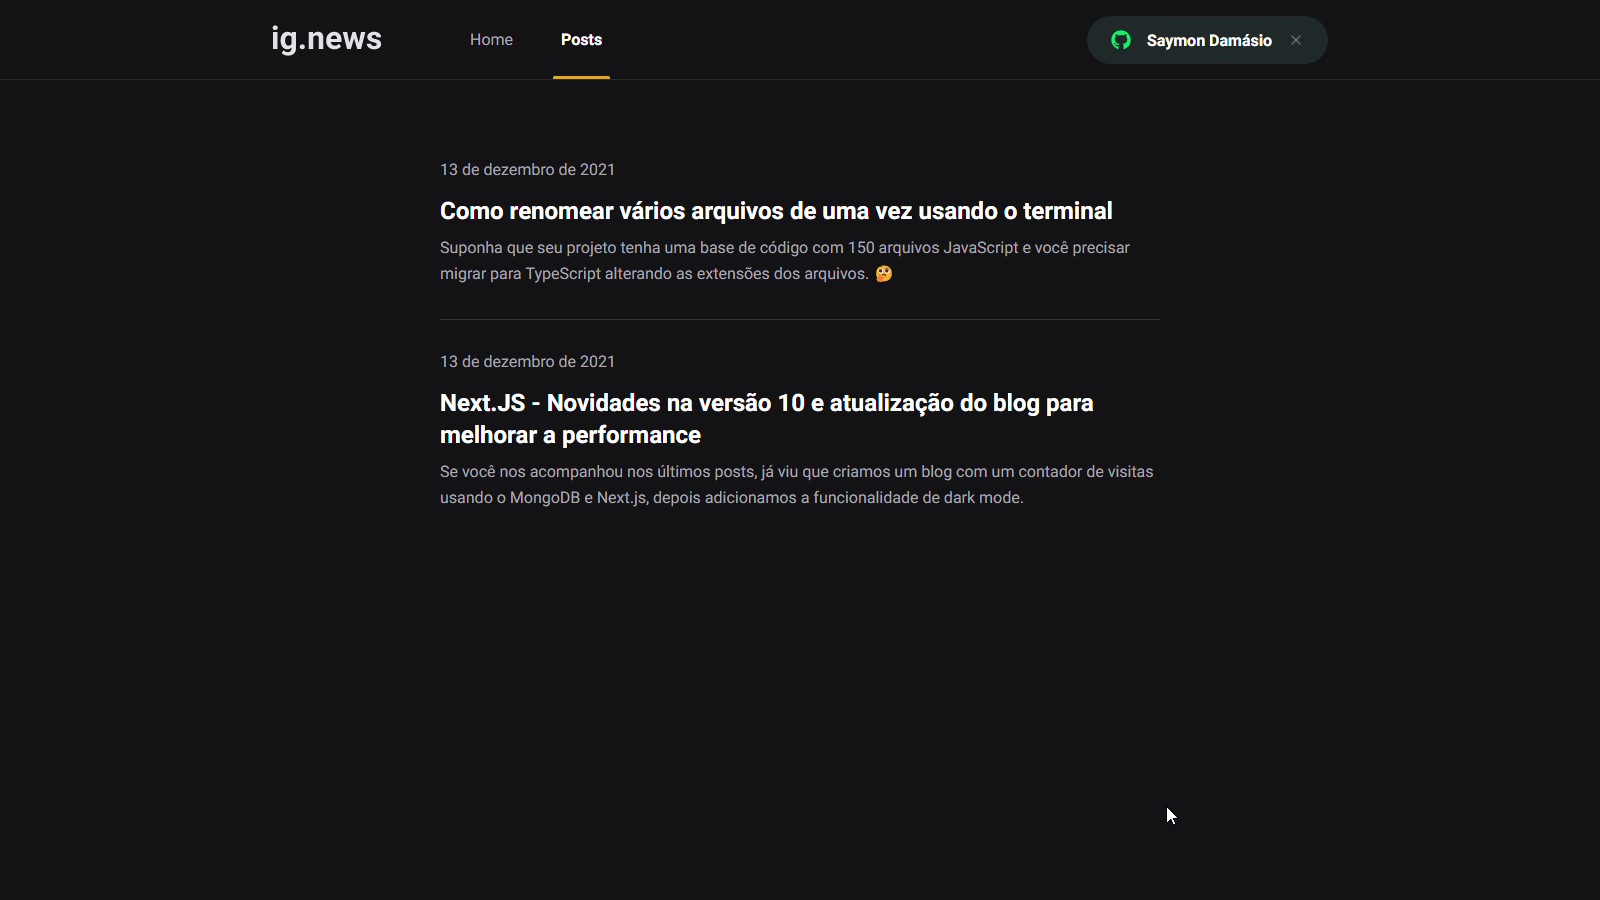 ig.news
Home
Posts
Saymon Damásio
13 de dezembro de 2021
Como renomear vários arquivos de uma vez usando o terminal
Suponha que seu projeto tenha uma base de código com 150 arquivos JavaScript e você precisar
migrar para TypeScript alterando as extensões dos arquivos. 🤔
13 de dezembro de 2021
Next.JS - Novidades na versão 10 e atualização do blog para
melhorar a performance
Se você nos acompanhou nos últimos posts, já viu que criamos um blog com um contador de visitas
usando o MongoDB e Next.js, depois adicionamos a funcionalidade de dark mode.